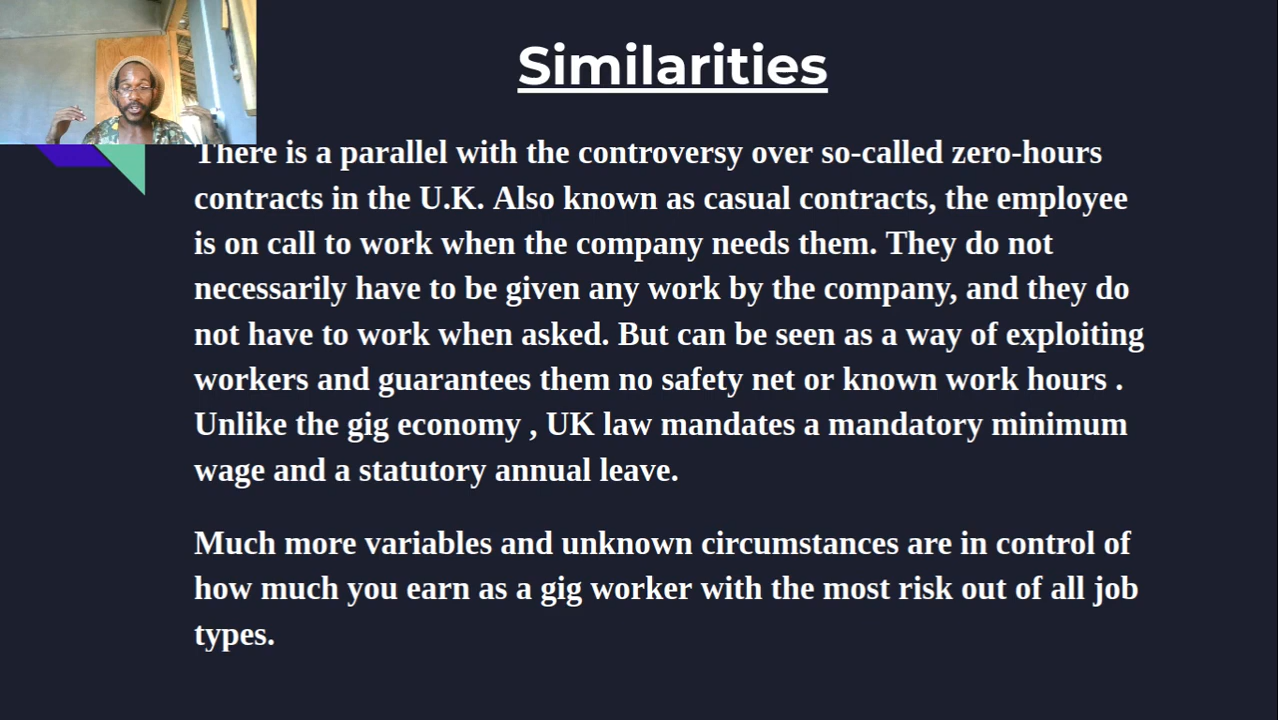 Similarities
There is a parallel with the controversy over so-called zero-hours
contracts in the U.K. Also known as casual contracts, the employee
is on call to work when the company needs them. They do not
necessarily have to be given any work by the company, and they do
not have to work when asked. But can be seen as a way of exploiting
workers and guarantees them no safety net or known work hours .
Unlike the gig economy , UK law mandates a mandatory minimum
wage and a statutory annual leave.
Much more variables and unknown circumstances are in control of
how much you earn as a gig worker with the most risk out of all job
types.